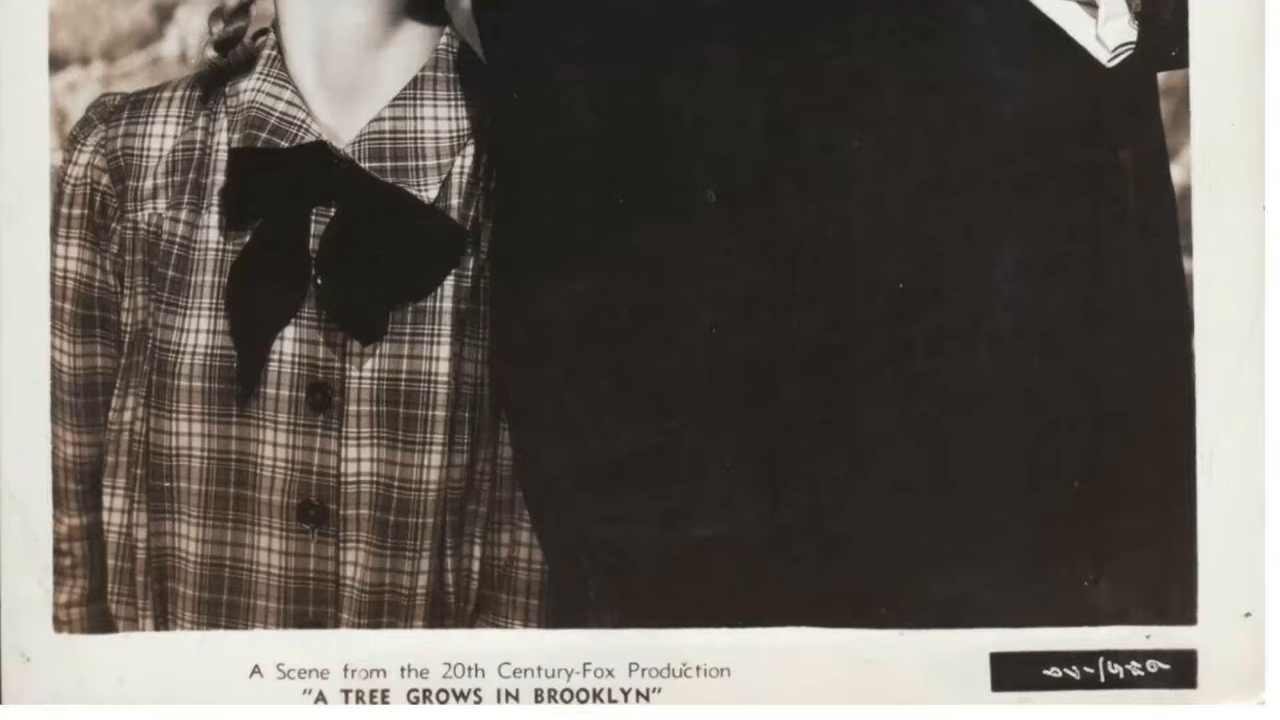 A Scene from the 20th Century-Fox Production
"A TREE GROWS IN BROOKLYN"